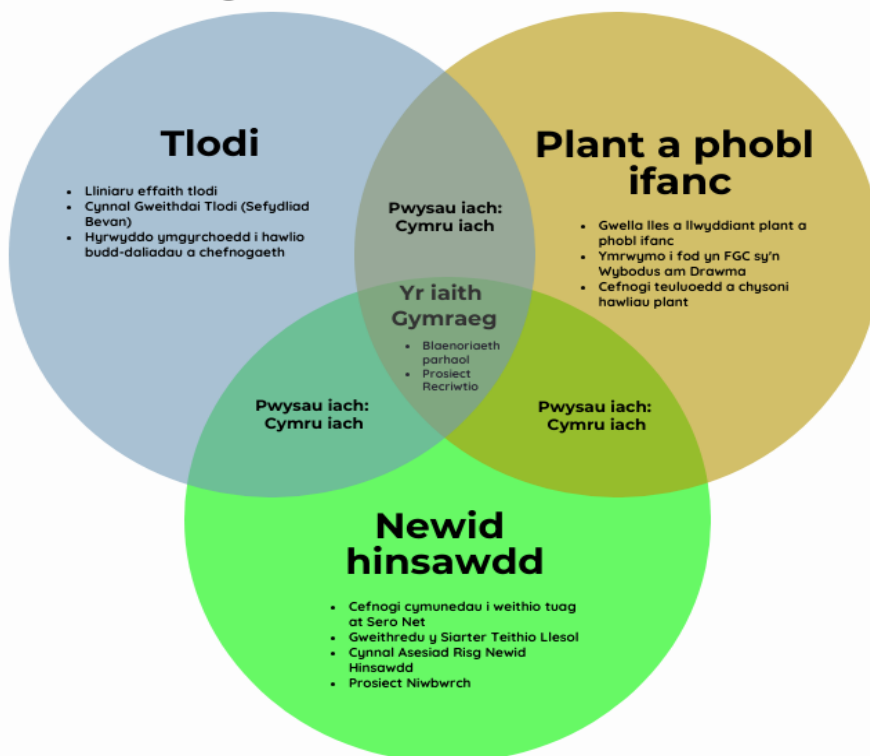 Tlodi
• Lliniaru effaith tlodi
• Cynnal Gweithdai Tlodi (Sefydliad
Bevan)
• Hyrwyddo ymgyrchoedd i hawlio
budd-daliadau a chefnogaeth
Plant a phobl
ifanc
• Gwella lles a llwyddiant plant a
phobl ifanc
• Ymrwymo i fod yn FGC sy'n
Wybodus am Drawma
• Cefnogi teuluoedd a chysoni
hawliau plant
Pwysau iach:
Cymru iach
Yr iaith
Gymraeg
• Blaenoriaeth
parhaol
• Prosiect
Recriwtio
Pwysau iach:
Cymru iach
Pwysau iach:
Cymru iach
Newid
hinsawdd
• Cefnogi cymunedau i weithio tuag
at Sero Net
• Gweithredu y Siarter Teithio Llesol
• Cynnal Asesiad Risg Newid
Hinsawdd
• Prosiect Niwbwrch